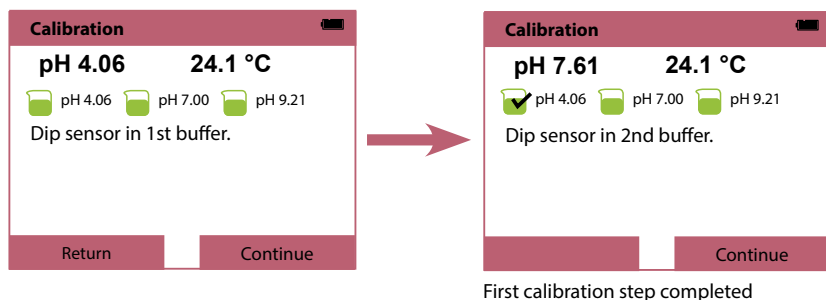 Calibration
pH 4.06 24.1 °C
pH 4.06 pH 7.00 pH 9.21
Dip sensor in 1st buffer.
Return Continue
Calibration
pH 7.61 24.1 °C
pH 4.06 pH 7.00 pH 9.21
Dip sensor in 2nd buffer.
Continue
First calibration step completed